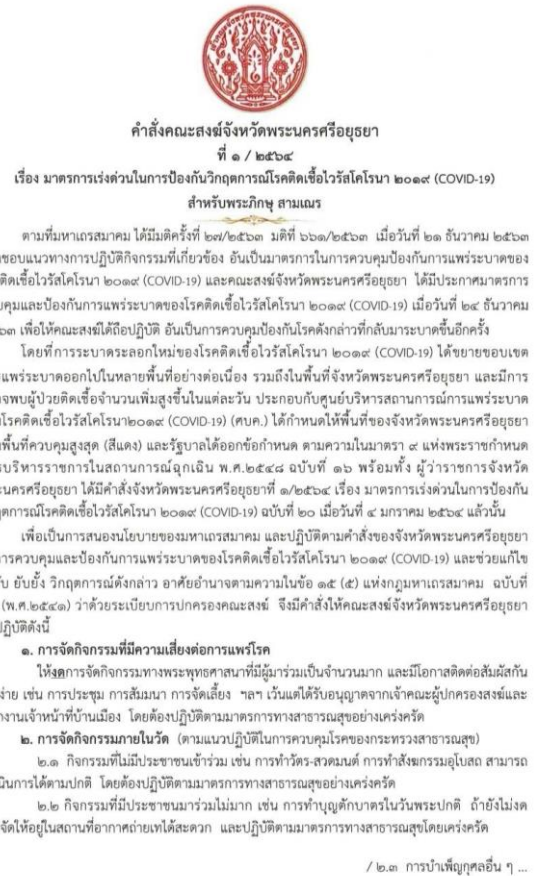 คำสั่งคณะสงฆ์จังหวัดพระนครศรีอยุธยา
ที่ ๑ / ๒๕๖๔
เรื่อง มาตรการเร่งด่วนในการป้องกันวิกฤตการณ์โรคติดเชื้อไวรัสโคโรนา ๒๐๑๙ (COVID-19)
สำหรับพระภิกษุ สามเณร
ตามที่มหาเถรสมาคม ได้มีมติครั้งที่ ๒๗/๒๕๖๓ มติที่ ๖๖๑/๒๕๖๓ เมื่อวันที่ ๒๑ ธันวาคม ๒๕๖๓
ชอบแนวทางการปฏิบัติกิจกรรมที่เกี่ยวข้อง อันเป็นมาตรการในการควบคุมป้องกันการแพร่ระบาดของ
ติดเชื้อไวรัสโคโรนา ๒๐๑๙ (COVID-19) และคณะสงฆ์จังหวัดพระนครศรีอยุธยา ได้มีประกาศมาตรการ
บคุมและป้องกันการแพร่ระบาดของโรคติดเชื้อไวรัสโคโรนา ๒๐๑๙ (COVID-19) เมื่อวันที่ ๒๔ ธันวาคม
๖๓ เพื่อให้คณะสงฆ์ได้ถือปฏิบัติ อันเป็นการควบคุมป้องกันโรคดังกล่าวที่กลับมาระบาดขึ้นอีกครั้ง
โดยที่การระบาดระลอกใหม่ของโรคติดเชื้อไวรัสโคโรนา ๒๐๑๙ (COVID-19) ได้ขยายขอบเขต
แพร่ระบาดออกไปในหลายพื้นที่อย่างต่อเนื่อง รวมถึงในพื้นที่จังหวัดพระนครศรีอยุธยา และมีการ
จพบผู้ป่วยติดเชื้อจำนวนเพิ่มสูงขึ้นในแต่ละวัน ประกอบกับศูนย์บริหารสถานการณ์การแพร่ระบาด
โรคติดเชื้อไวรัสโคโรนา๒๐๑๙ (COVID-19) (ศบค.) ได้กำหนดให้พื้นที่ของจังหวัดพระนครศรีอยุธยา
พื้นที่ควบคุมสูงสุด (สีแดง) และรัฐบาลได้ออกข้อกำหนด ตามความในมาตรา ๙ แห่งพระราชกำหนด
รบริหารราชการในสถานการณ์ฉุกเฉิน พ.ศ.๒๕๔๘ ฉบับที่ ๑๖ พร้อมทั้ง ผู้ว่าราชการจังหวัด
ะนครศรีอยุธยา ได้มีคำสั่งจังหวัดพระนครศรีอยุธยาที่ ๑/๒๕๖๔ เรื่อง มาตรการเร่งด่วนในการป้องกัน
ฤตการณ์โรคติดเชื้อไวรัสโคโรนา ๒๐๑๙ (COVID-19) ฉบับที่ ๒๐ เมื่อวันที่ ๔ มกราคม ๒๕๖๔ แล้วนั้น
เพื่อเป็นการสนองนโยบายของมหาเถรสมาคม และปฏิบัติตามคำสั่งของจังหวัดพระนครศรีอยุธยา
การควบคุมและป้องกันการแพร่ระบาดของโรคติดเชื้อไวรัสโคโรนา ๒๐๑๙ (COVID-19) และช่วยแก้ไข
ับ ยับยั้ง วิกฤตการณ์ดังกล่าว อาศัยอำนาจตามความในข้อ ๑๕ (๕) แห่งกฎมหาเถรสมาคม ฉบับที่
(พ.ศ.๒๕๔๑) ว่าด้วยระเบียบการปกครองคณะสงฆ์ จึงมีคำสั่งให้คณะสงฆ์จังหวัดพระนครศรีอยุธยา
ปฏิบัติดังนี้
๑. การจัดกิจกรรมที่มีความเสี่ยงต่อการแพร่โรค
ให้งดการจัดกิจกรรมทางพระพุทธศาสนาที่มีผู้มาร่วมเป็นจำนวนมาก และมีโอกาสติดต่อสัมผัสกัน
ง่าย เช่น การประชุม การสัมมนา การจัดเลี้ยง ฯลฯ เว้นแต่ได้รับอนุญาตจากเจ้าคณะผู้ปกครองสงฆ์และ
กงานเจ้าหน้าที่บ้านเมือง โดยต้องปฏิบัติตามมาตรการทางสาธารณสุขอย่างเคร่งครัด
๒. การจัดกิจกรรมภายในวัด (ตามแนวปฏิบัติในการควบคุมโรคของกระทรวงสาธารณสุข)
๒.๑ กิจกรรมที่ไม่มีประชาชนเข้าร่วม เช่น การทำวัตร-สวดมนต์ การทำสังฆกรรมอุโบสถ สามารถ
นินการได้ตามปกติ โดยต้องปฏิบัติตามมาตรการทางสาธารณสุขอย่างเคร่งครัด
๒.๒ กิจกรรมที่มีประชาชนมาร่วมไม่มาก เช่น การทำบุญตักบาตรในวันพระปกติ ถ้ายังไม่งด
จัดให้อยู่ในสถานที่อากาศถ่ายเทได้สะดวก และปฏิบัติตามมาตรการทางสาธารณสุขโดยเคร่งครัด
/ ๒.๓ การบำเพ็ญกุศลอื่น ๆ ...